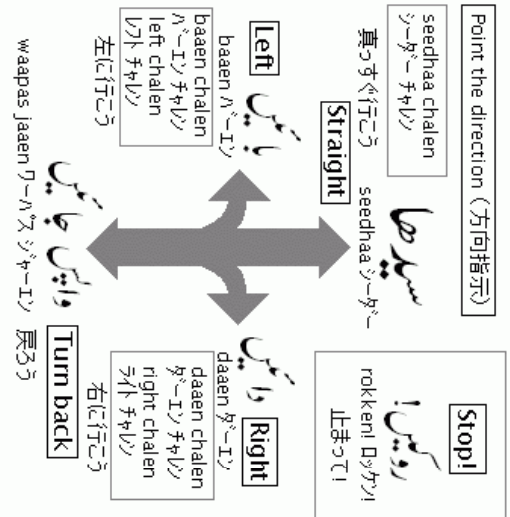 Point the direction（方向指示）
seedhaa chalen
シーダー チャレン
真っすぐ行こう
Straight
سیدھا
seedhaa シーダー
Stop!
روکیں!
rokken! ロッケン!
止まって!
Left
بائیں
baaen バーエン
baaen chalen
バーエン チャレン
left chalen
レフト チャレン
左に行こう
Right
دائیں
daaen ダーエン
daaen chalen
ダーエン チャレン
right chalen
ライト チャレン
右に行こう
واپس جائیں
Turn back
waapas jaaen ワーパス ジャーエン 戻ろう